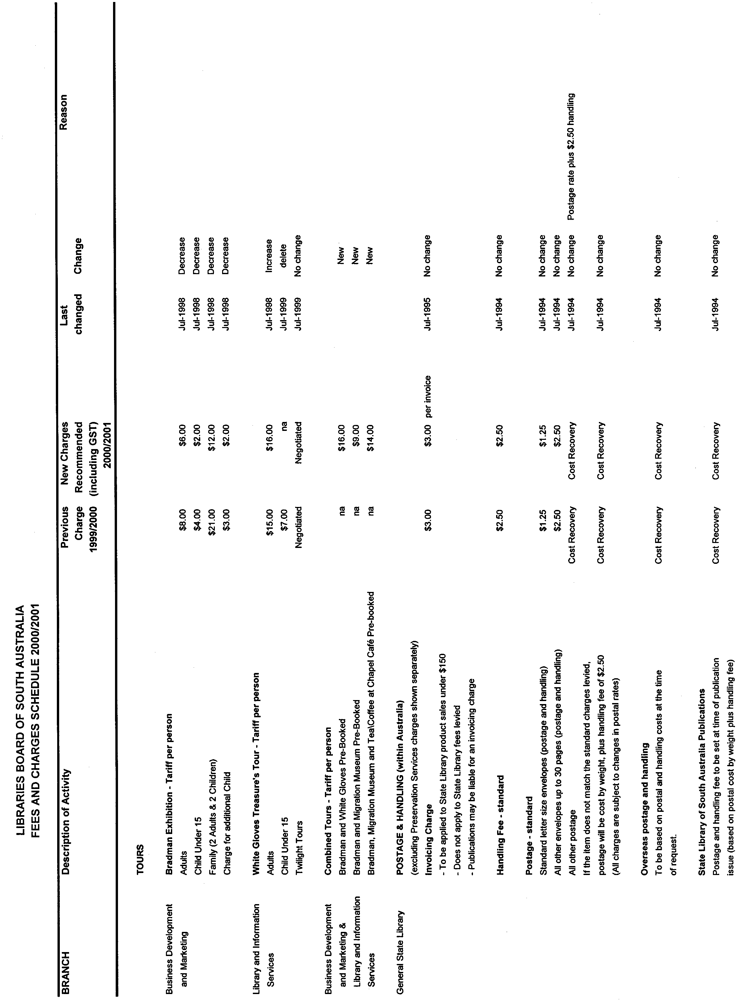 LIBRARIES BOARD OF SOUTH AUSTRALIA
FEES AND CHARGES SCHEDULE 2000/2001
BRANCH Description of Activity Previous New Charges Last Reason
Charge Recommended changed Change
1999/2000 (including GST)
2000/2001
TOURS
Business Development Bradman Exhibition - Tariff per person
and Marketing Adults $8.00 $6.00 Jul-1998 Decrease
Child Under 15 $4.00 $2.00 Jul-1998 Decrease
Family (2 Adults & 2 Children) $21.00 $12.00 Jul-1998 Decrease
Charge for additional Child $3.00 $2.00 Jul-1998 Decrease
Library and Information White Gloves Treasure's Tour - Tariff per person
Services Adults $15.00 $16.00 Jul-1998 Increase
Child Under 15 $7.00 na Jul-1999 delete
Twilight Tours Negotiated Negotiated Jul-1999 No change
Business Development Combined Tours - Tariff per person
and Marketing & Bradman and White Gloves Pre-Booked na $16.00 New
Library and Information Bradman and Migration Museum Pre-Booked na $9.00 New
Services Bradman, Migration Museum and Tea\Coffee at Chapel Café Pre-booked na $14.00 New
General State Library POSTAGE & HANDLING (within Australia)
(excluding Preservation Services charges shown separately)
Invoicing Charge $3.00 $3.00 per invoice Jul-1995 No change
- To be applied to State Library product sales under $150
- Does not apply to State Library fees levied
- Publications may be liable for an invoicing charge
Handling Fee - standard $2.50 $2.50 Jul-1994 No change
Postage - standard
Standard letter size envelopes (postage and handling) $1.25 $1.25 Jul-1994 No change
All other envelopes up to 30 pages (postage and handling) $2.50 $2.50 Jul-1994 No change
All other postage Cost Recovery Cost Recovery Jul-1994 No change Postage rate plus $2.50 handling
If the item does not match the standard charges levied,
postage will be cost by weight, plus handling fee of $2.50 Cost Recovery Cost Recovery Jul-1994 No change
(All charges are subject to changes in postal rates)
Overseas postage and handling
To be based on postal and handling costs at the time Cost Recovery Cost Recovery Jul-1994 No change
of request.
State Library of South Australia Publications
Postage and handling fee to be set at time of publication Cost Recovery Cost Recovery Jul-1994 No change
issue (based on postal cost by weight plus handling fee)